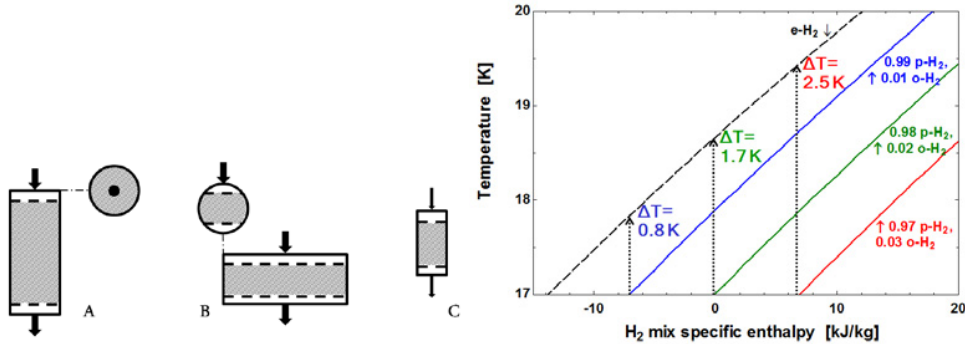 A
B
C
Temperature [K]
20
19
18
17
-10
0
10
20
H₂ mix specific enthalpy [kJ/kg]
e-H₂ ↓
ΔT=
0.8 K
ΔT=
1.7 K
ΔT=
2.5 K
0.99 p-H₂,
↑ 0.01 o-H₂
0.98 p-H₂,
↑ 0.02 o-H₂
↑ 0.97 p-H₂,
0.03 o-H₂